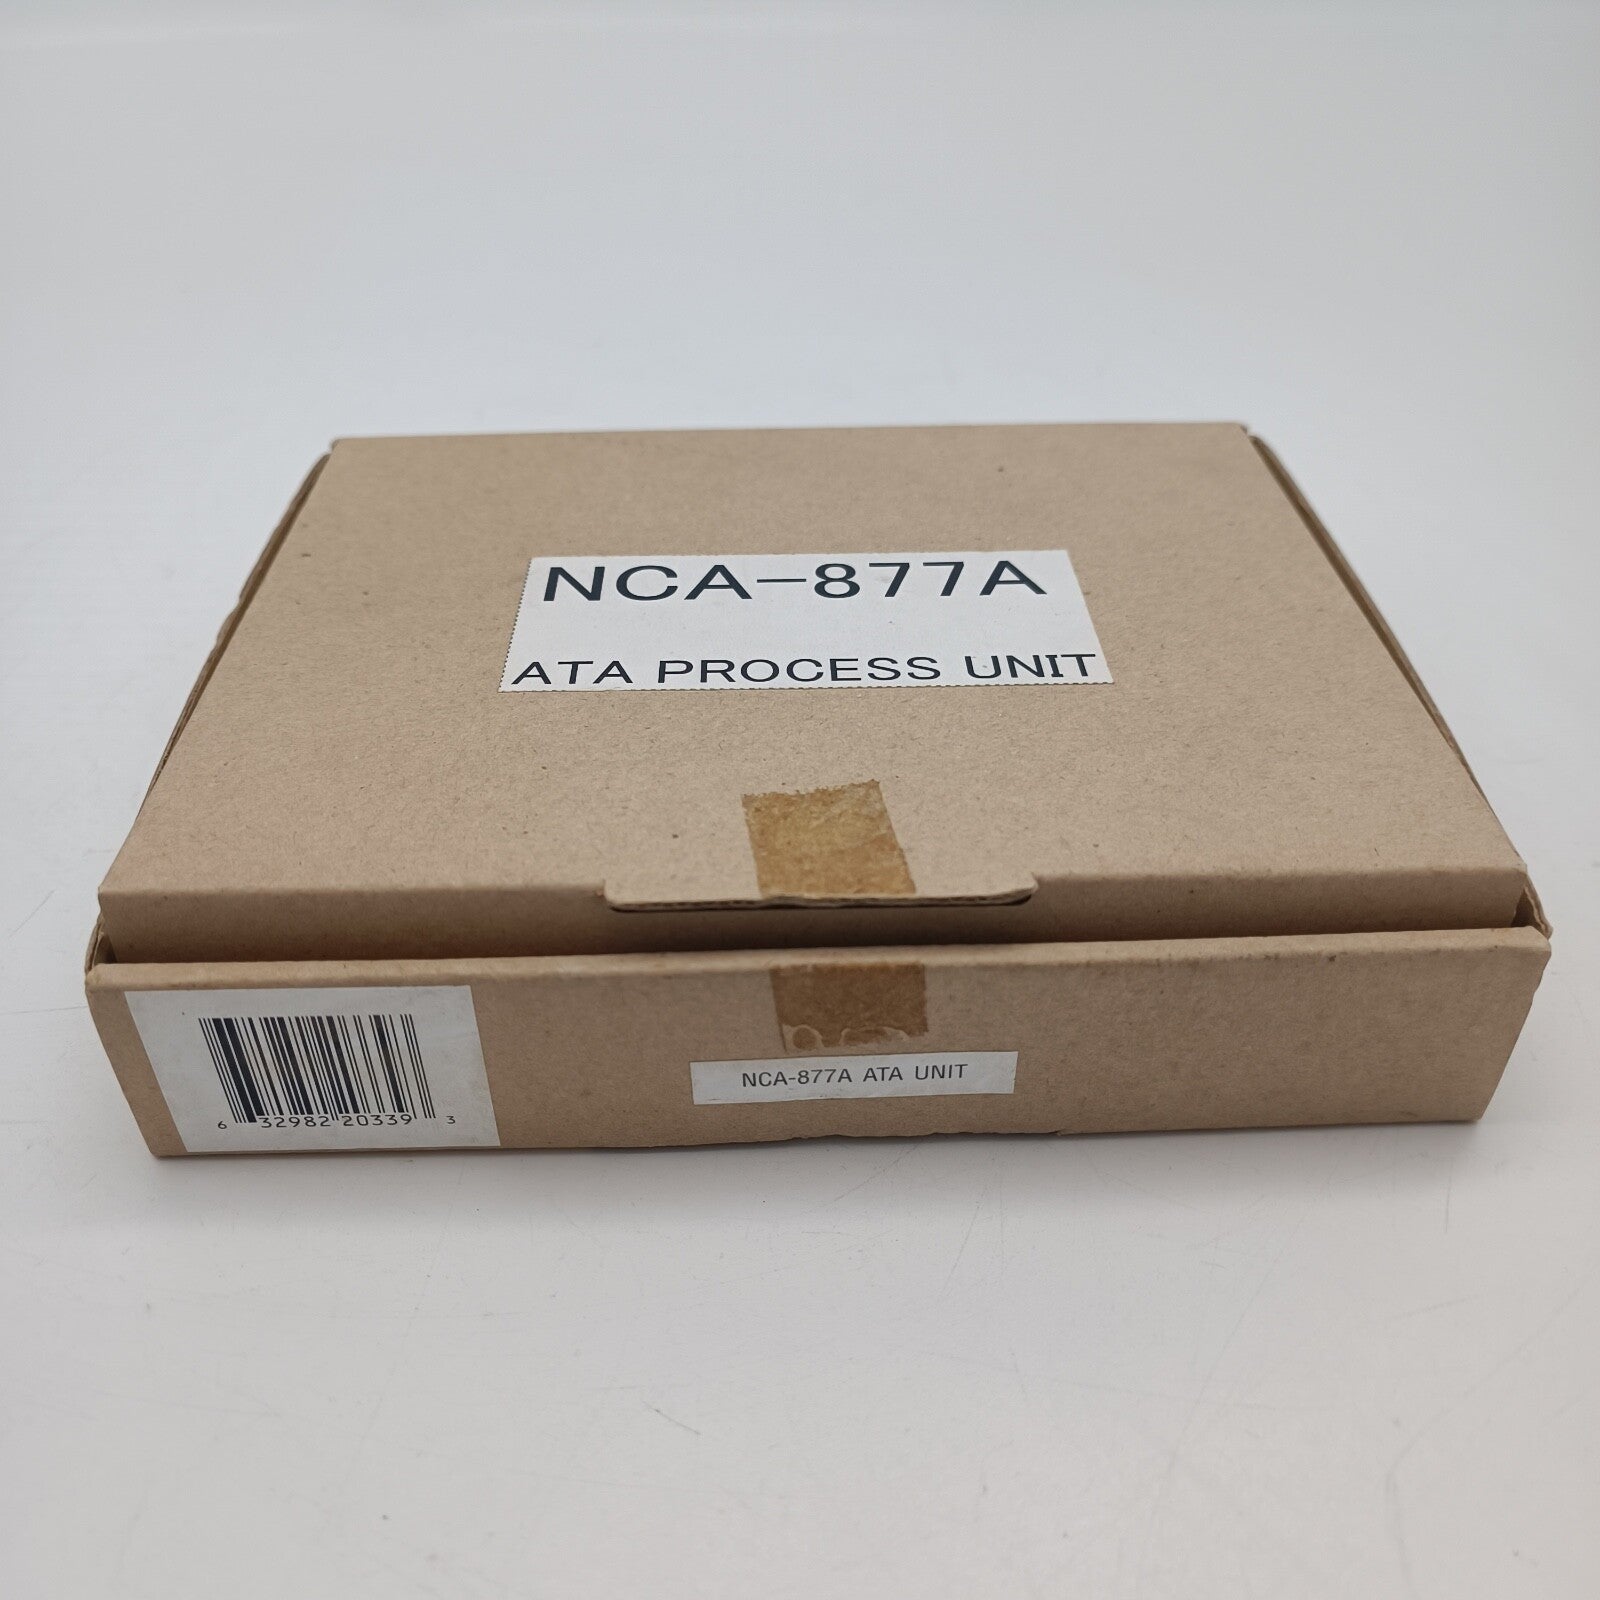 NCA-877A
ATA PROCESS UNIT
NCA-877A ATA UNIT
6 32982 20339 3